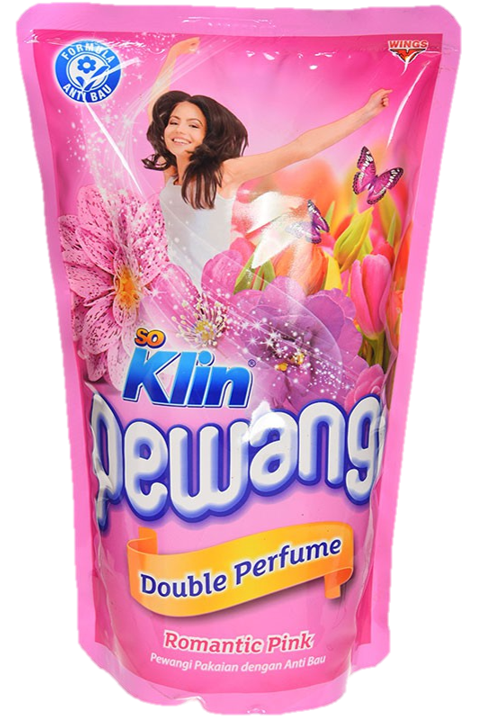 FORMULA
ANTI BAU
WINGS
SO
Klin®
Pewangi
Double Perfume
Romantic Pink
Pewangi Pakaian dengan Anti Bau